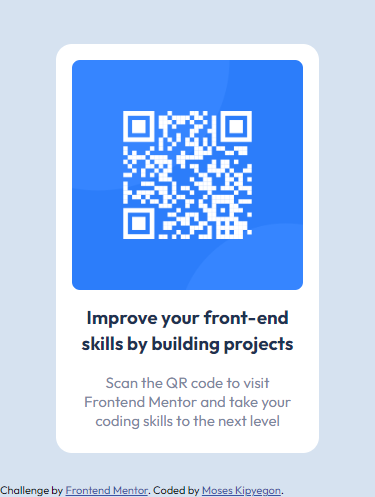 Improve your front-end
skills by building projects
Scan the QR code to visit
Frontend Mentor and take your
coding skills to the next level
Challenge by Frontend Mentor. Coded by Moses Kipyegon.